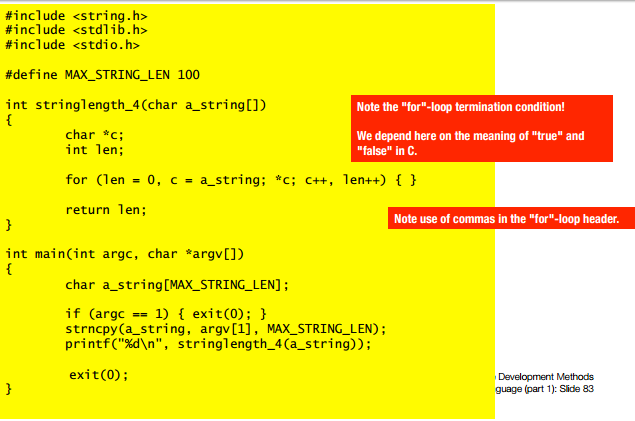 #include <string.h>
#include <stdlib.h>
#include <stdio.h>
#define MAX_STRING_LEN 100
int stringlength_4(char a_string[])
{
char *c;
int len;
for (len = 0, c = a_string; *c; c++, len++) { }
return len;
}
Note the "for"-loop termination condition!
We depend here on the meaning of "true" and
"false" in C.
Note use of commas in the "for"-loop header.
int main(int argc, char *argv[])
{
char a_string[MAX_STRING_LEN];
if (argc == 1) { exit(0); }
strncpy(a_string, argv[1], MAX_STRING_LEN);
printf("%d\n", stringlength_4(a_string));
exit(0);
}
Development Methods
(part 1): Slide 83